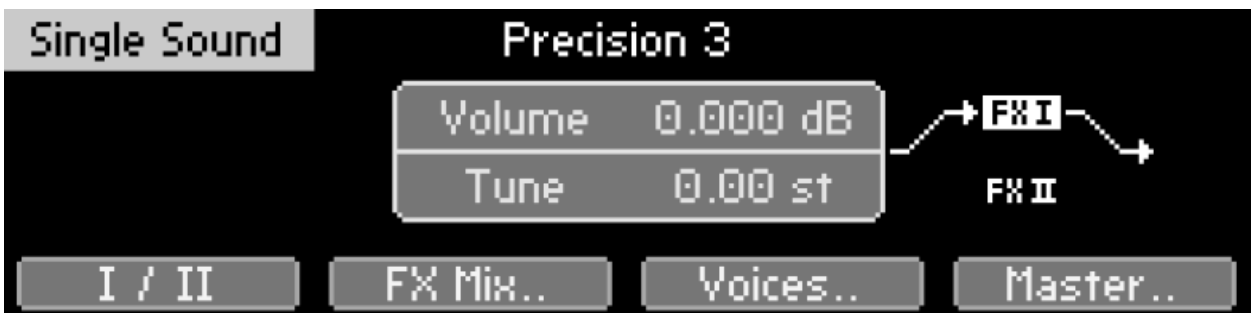 Single Sound Precision 3
Volume 0.000 dB FX I
Tune 0.00 st FX II
I / II FX Mix.. Voices.. Master..